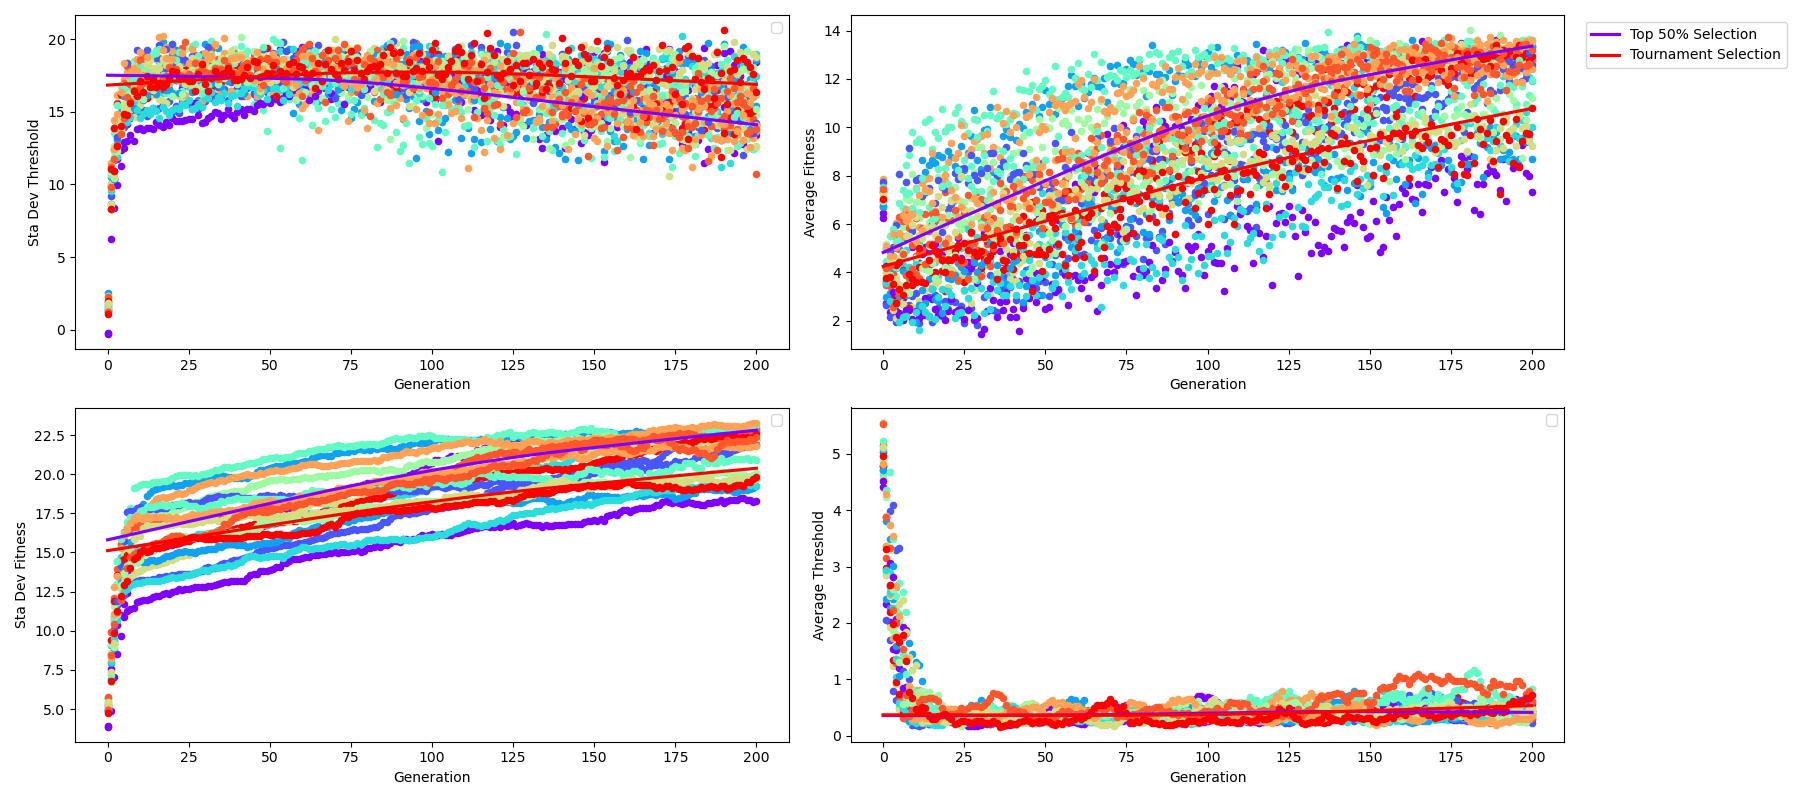 Sta Dev Threshold
20
15
10
5
0
0 25 50 75 100 125 150 175 200
Generation
Average Fitness
14
12
10
8
6
4
2
0 25 50 75 100 125 150 175 200
Generation
Top 50% Selection
Tournament Selection
Sta Dev Fitness
22.5
20.0
17.5
15.0
12.5
10.0
7.5
5.0
0 25 50 75 100 125 150 175 200
Generation
Average Threshold
5
4
3
2
1
0
0 25 50 75 100 125 150 175 200
Generation